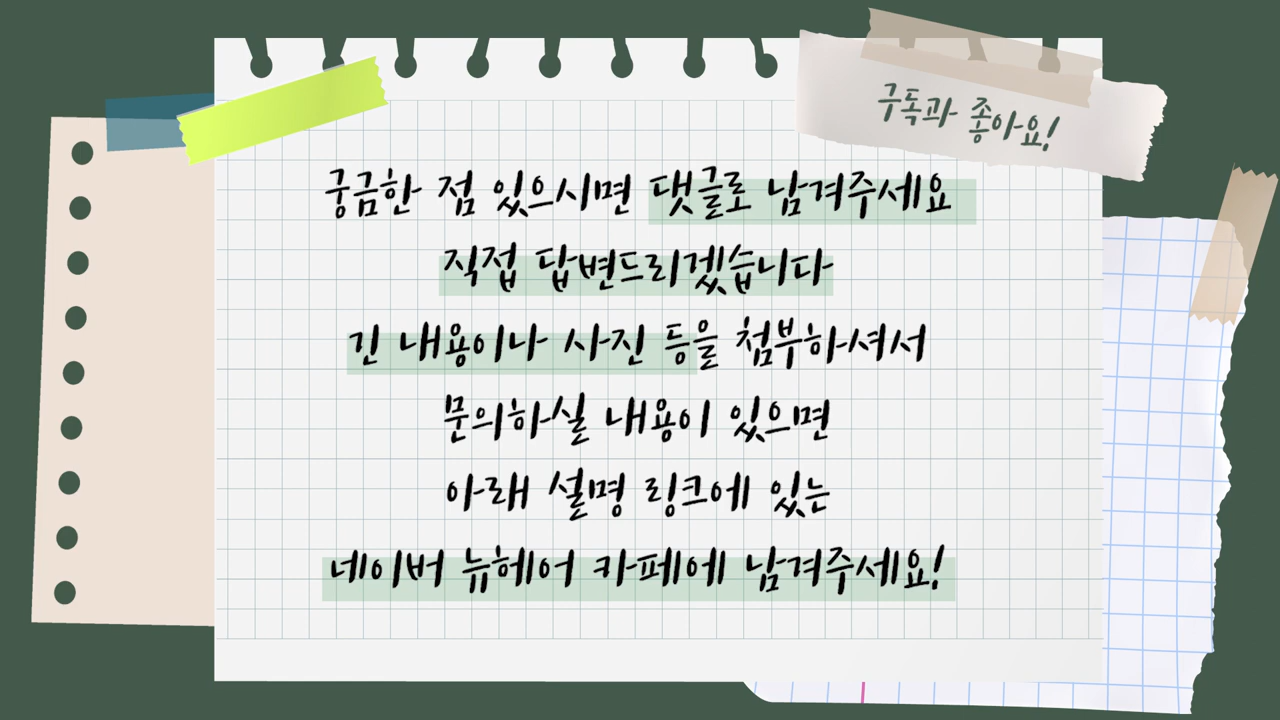 구독과 좋아요!
궁금한 점 있으시면 댓글로 남겨주세요
직접 답변드리겠습니다
긴 내용이나 사진 등을 첨부하셔서
문의하실 내용이 있으면
아래 설명 링크에 있는
네이버 뉴헤어 카페에 남겨주세요!